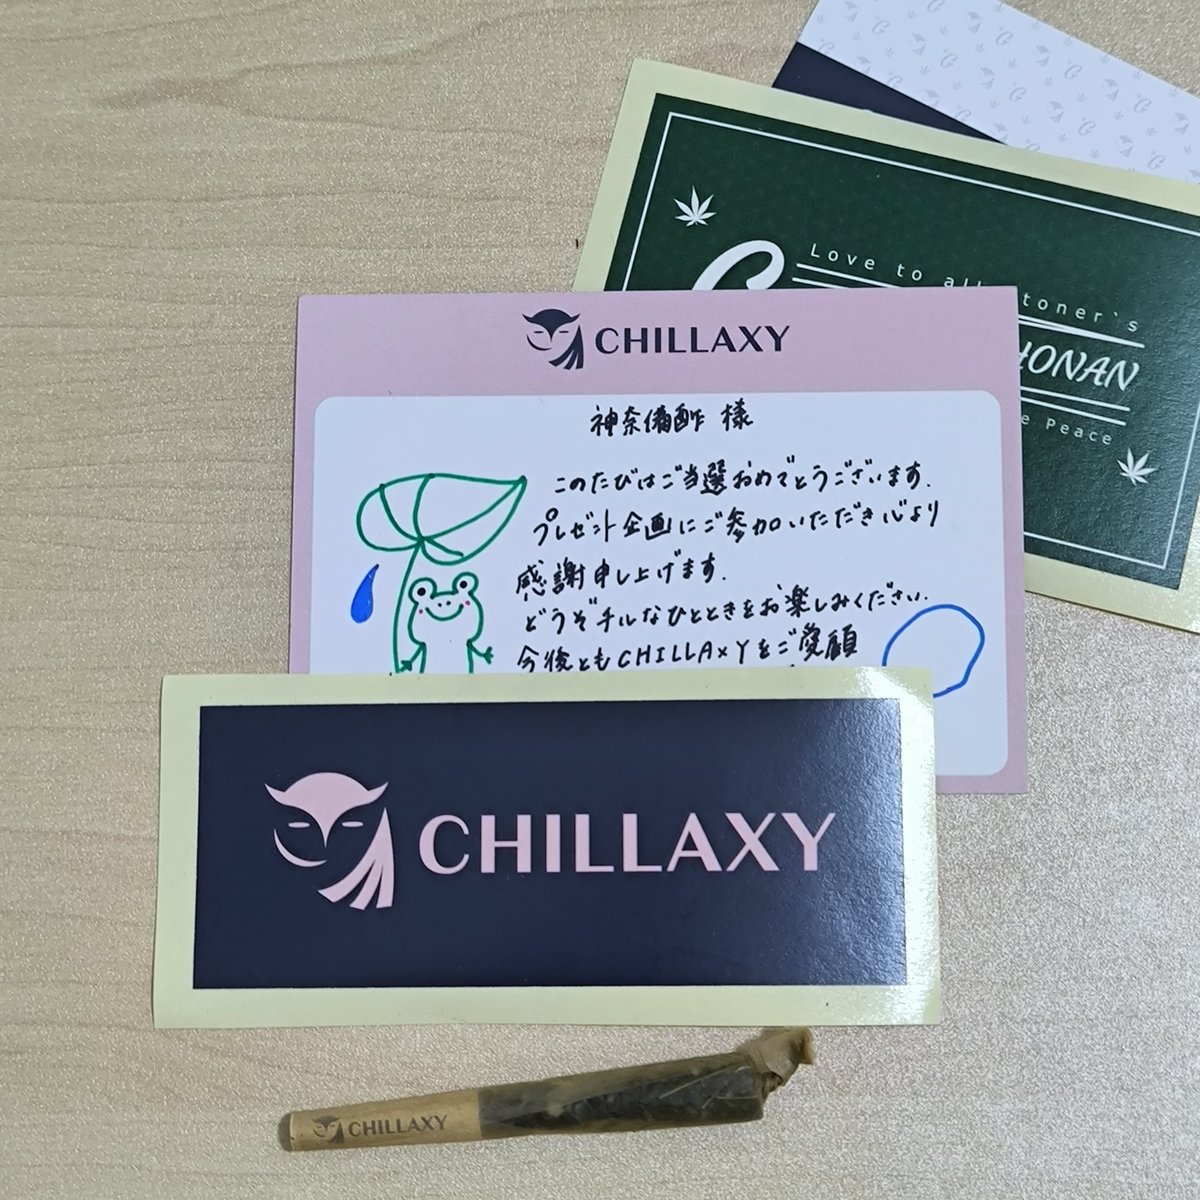 Love to all stoner`s
HONAN
e Peace
CHILLAXY
神奈備酢 様
このたびはご当選おめでとうございます.
プレゼント企画にご参加いただき心より
感謝申し上げます.
どうぞチルなひとときをお楽しみください.
今後ともCHILLAXYをご愛顧
CHILLAXY
CHILLAXY